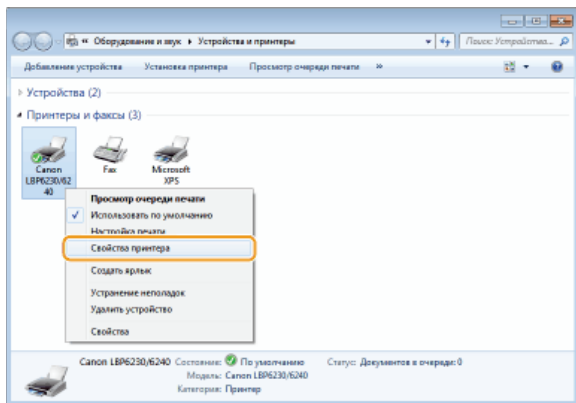 « Оборудование и звук ▸ Устройства и принтеры
Поиск: Устройства...
Добавление устройства Установка принтера Просмотр очереди печати »
Устройства (2)
Принтеры и факсы (3)
Canon
LBP6230/62
40
Fax
Microsoft
XPS
Просмотр очереди печати
Использовать по умолчанию
Настройка печати
Свойства принтера
Создать ярлык
Устранение неполадок
Удалить устройство
Свойства
Canon LBP6230/6240 Состояние: По умолчанию Статус: Документов в очереди: 0
Модель: Canon LBP6230/6240
Категория: Принтер